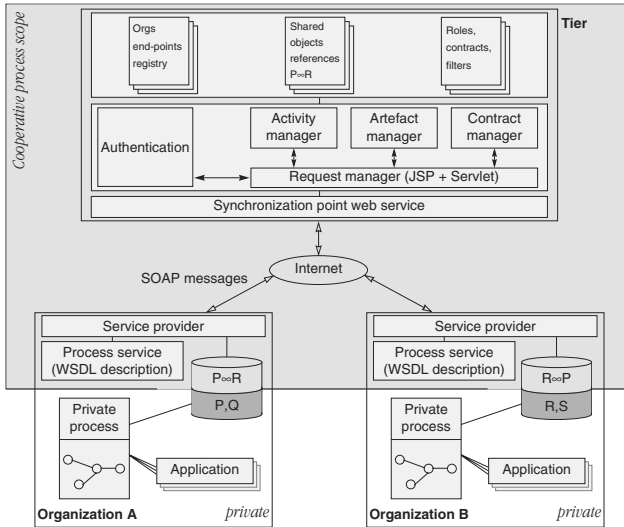 Cooperative process scope
Tier
Orgs
end-points
registry
Shared
objects
references
P∞R
Roles,
contracts,
filters
Authentication
Activity
manager
Artefact
manager
Contract
manager
Request manager (JSP + Servlet)
Synchronization point web service
Internet
SOAP messages
Service provider
Process service
(WSDL description)
P∞R
P,Q
Private
process
Application
Organization A
private
Service provider
Process service
(WSDL description)
R∞P
R,S
Private
process
Application
Organization B
private